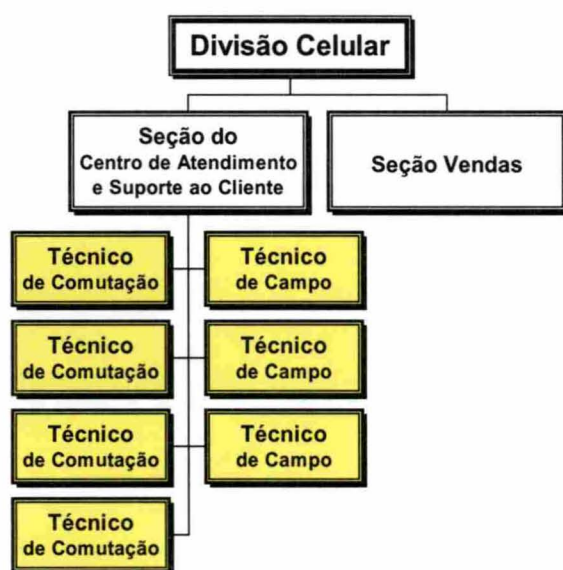 Divisão Celular
Seção do
Centro de Atendimento
e Suporte ao Cliente
Seção Vendas
Técnico
de Comutação
Técnico
de Campo
Técnico
de Comutação
Técnico
de Campo
Técnico
de Comutação
Técnico
de Campo
Técnico
de Comutação